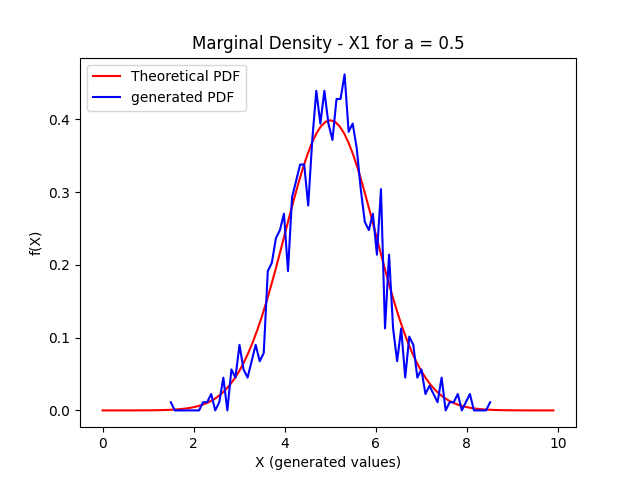 Marginal Density - X1 for a = 0.5
Theoretical PDF
generated PDF
f(X)
0.4
0.3
0.2
0.1
0.0
0 2 4 6 8 10
X (generated values)